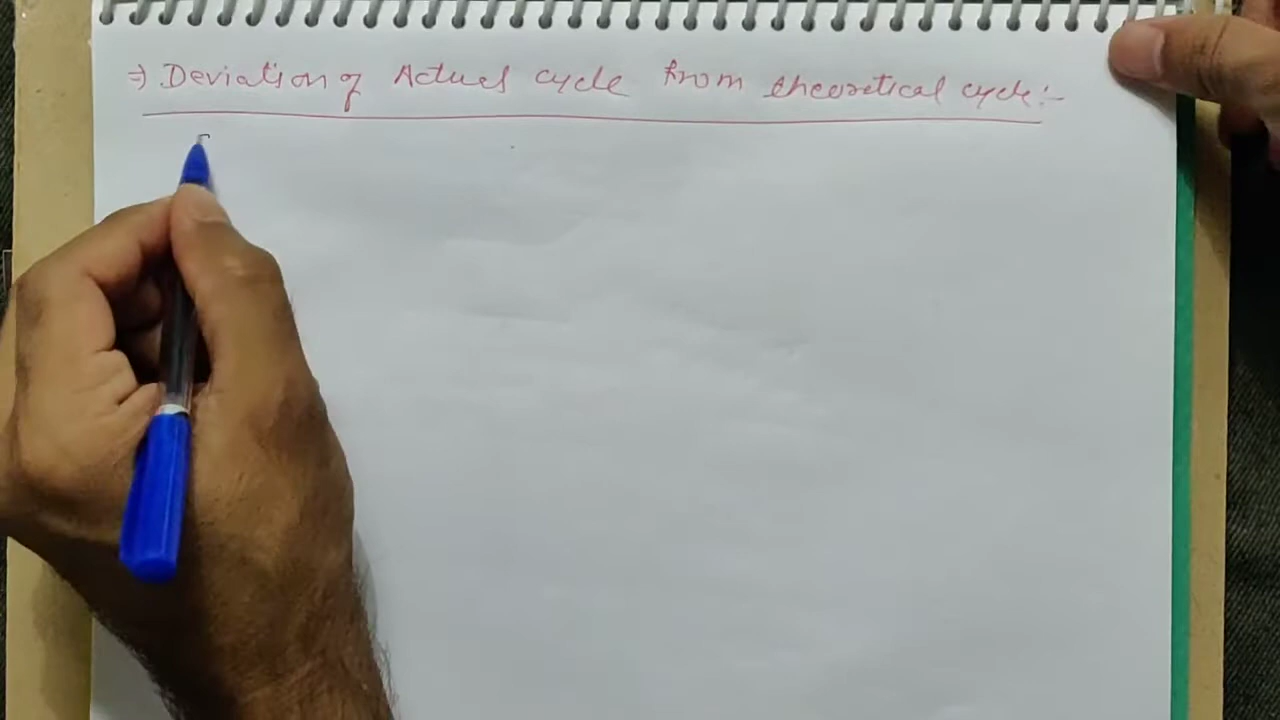 ⇒ Deviation of Actual cycle from theoretical cycle:-